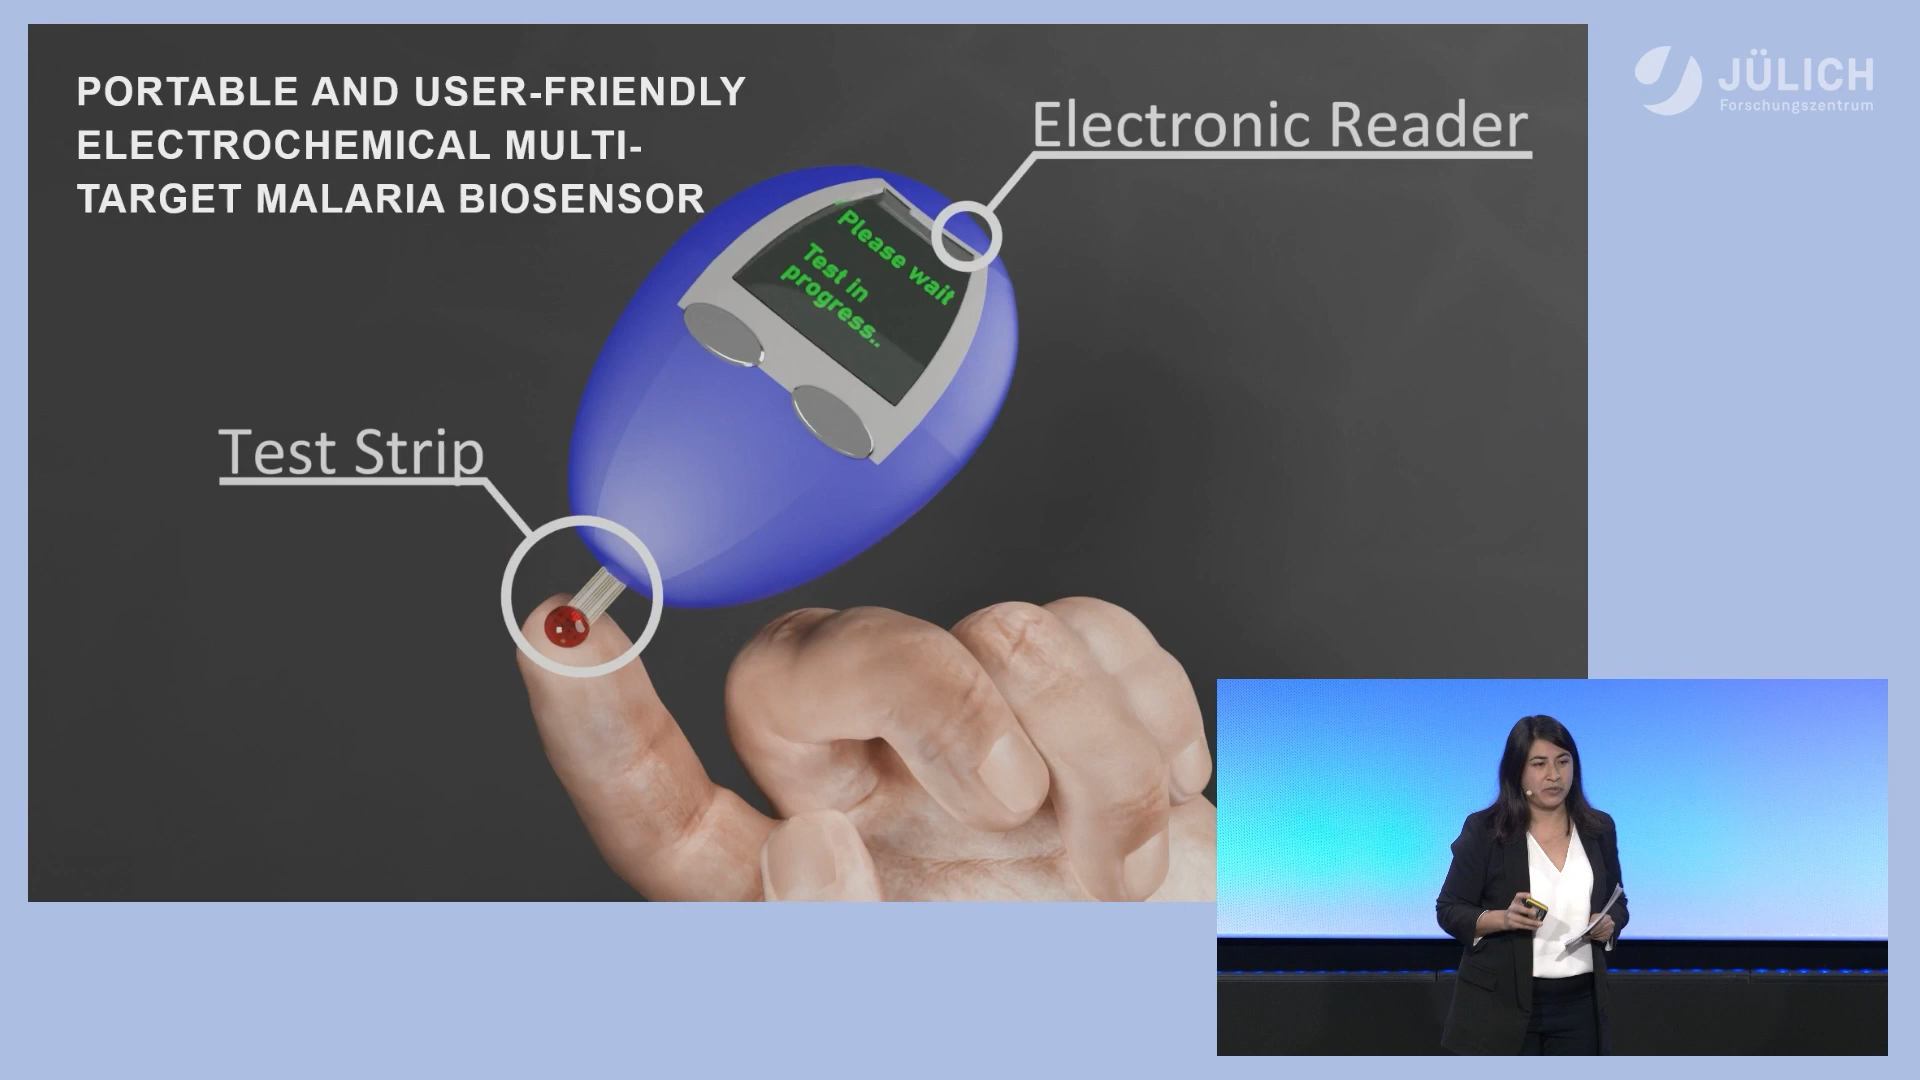 PORTABLE AND USER-FRIENDLY
ELECTROCHEMICAL MULTI-
TARGET MALARIA BIOSENSOR
Electronic Reader
Please wait
Test in
progress..
Test Strip
JÜLICH
Forschungszentrum